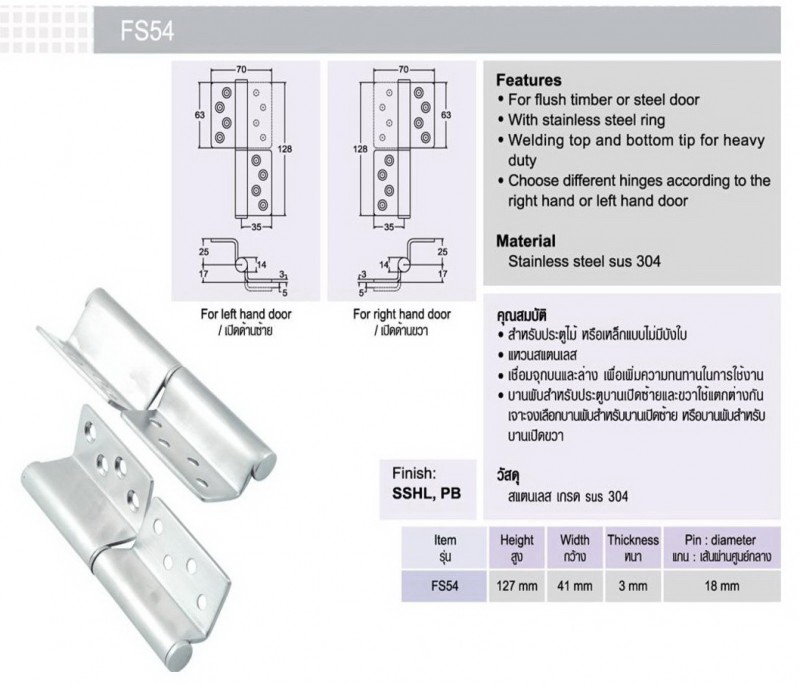 FS54
70
63
128
35
25
14
17
3
5
For left hand door
/ เปิดด้านซ้าย
70
63
128
35
25
14
17
3
5
For right hand door
/ เปิดด้านขวา
Features
• For flush timber or steel door
• With stainless steel ring
• Welding top and bottom tip for heavy
duty
• Choose different hinges according to the
right hand or left hand door
Material
Stainless steel sus 304
คุณสมบัติ
• สำหรับประตูไม้ หรือเหล็กแบบไม่มีบังใบ
• แหวนสแตนเลส
• เชื่อมจุกบนและล่าง เพื่อเพิ่มความทนทานในการใช้งาน
• บานพับสำหรับประตูบานเปิดซ้ายและขวาใช้แตกต่างกัน
เจาะจงเลือกบานพับสำหรับบานเปิดซ้าย หรือบานพับสำหรับ
บานเปิดขวา
วัสดุ
สแตนเลส เกรด sus 304
Finish:
SSHL, PB
Item Height Width Thickness Pin : diameter
รุ่น สูง กว้าง หนา แกน : เส้นผ่านศูนย์กลาง
FS54 127 mm 41 mm 3 mm 18 mm